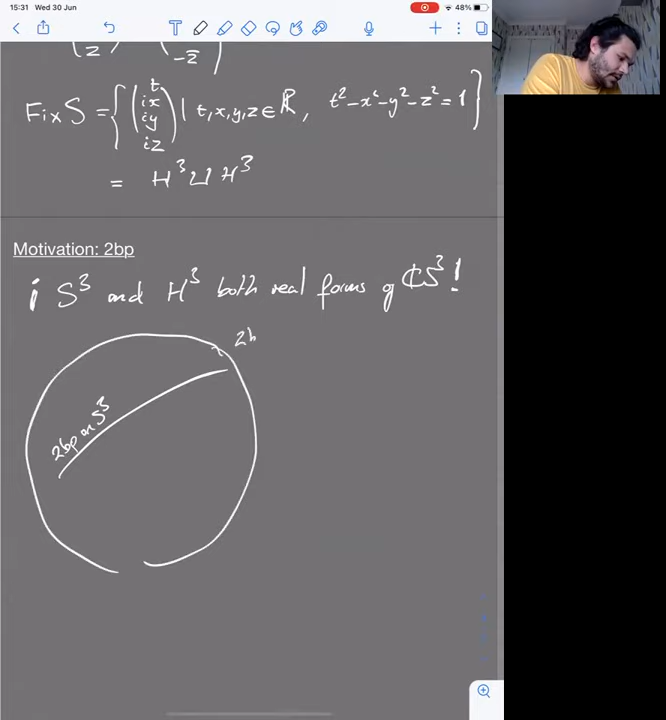 15:31 Wed 30 Jun
48%
(z) (-z̄)
Fix S = { (t ix iy iz) | t,x,y,z ∈ ℝ, t² - x² - y² - z² = 1 }
= H³ ⊔ H³
Motivation: 2bp
¡ S³ and H³ both real forms of ℂS³!
2b
2bp on S³